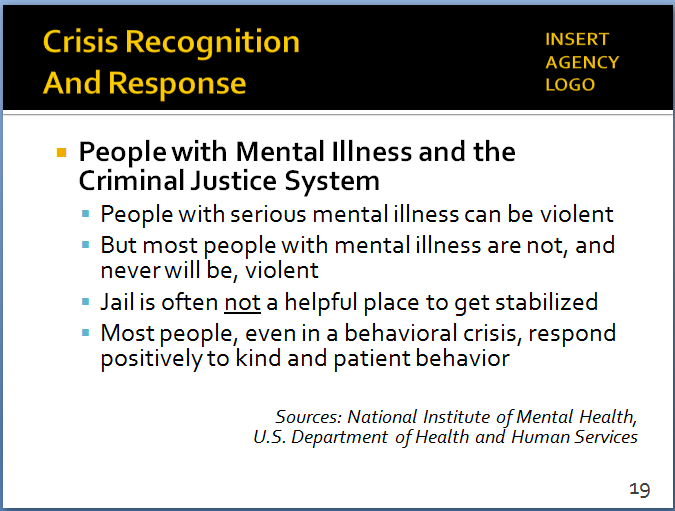 Crisis Recognition
And Response
INSERT
AGENCY
LOGO
People with Mental Illness and the
Criminal Justice System
People with serious mental illness can be violent
But most people with mental illness are not, and
never will be, violent
Jail is often not a helpful place to get stabilized
Most people, even in a behavioral crisis, respond
positively to kind and patient behavior
Sources: National Institute of Mental Health,
U.S. Department of Health and Human Services
19